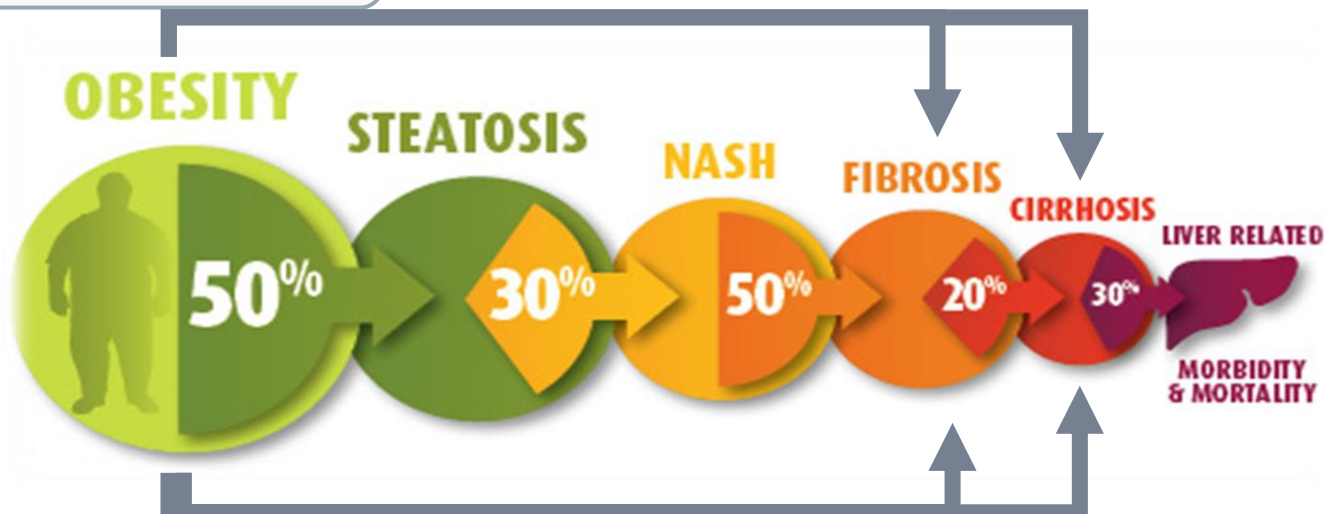 OBESITY
STEATOSIS
NASH
FIBROSIS
CIRRHOSIS
LIVER RELATED
50%
30%
50%
20%
30%
MORBIDITY
& MORTALITY